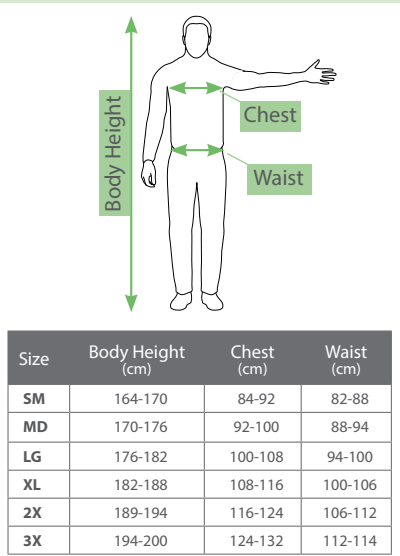 Body Height
Chest
Waist
Size Body Height (cm) Chest (cm) Waist (cm)
SM 164-170 84-92 82-88
MD 170-176 92-100 88-94
LG 176-182 100-108 94-100
XL 182-188 108-116 100-106
2X 189-194 116-124 106-112
3X 194-200 124-132 112-114